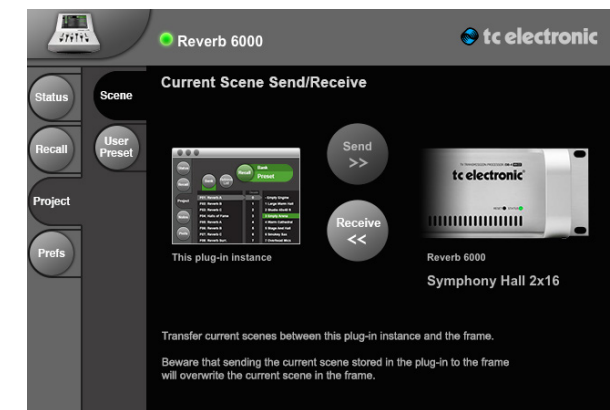 Reverb 6000
tc electronic
Status
Scene
Current Scene Send/Receive
Recall
User
Preset
Project
Prefs
Send
>>
Receive
<<
Recall
Bank
Preset
tc electronic
This plug-in instance
Reverb 6000
Symphony Hall 2x16
Transfer current scenes between this plug-in instance and the frame.
Beware that sending the current scene stored in the plug-in to the frame
will overwrite the current scene in the frame.